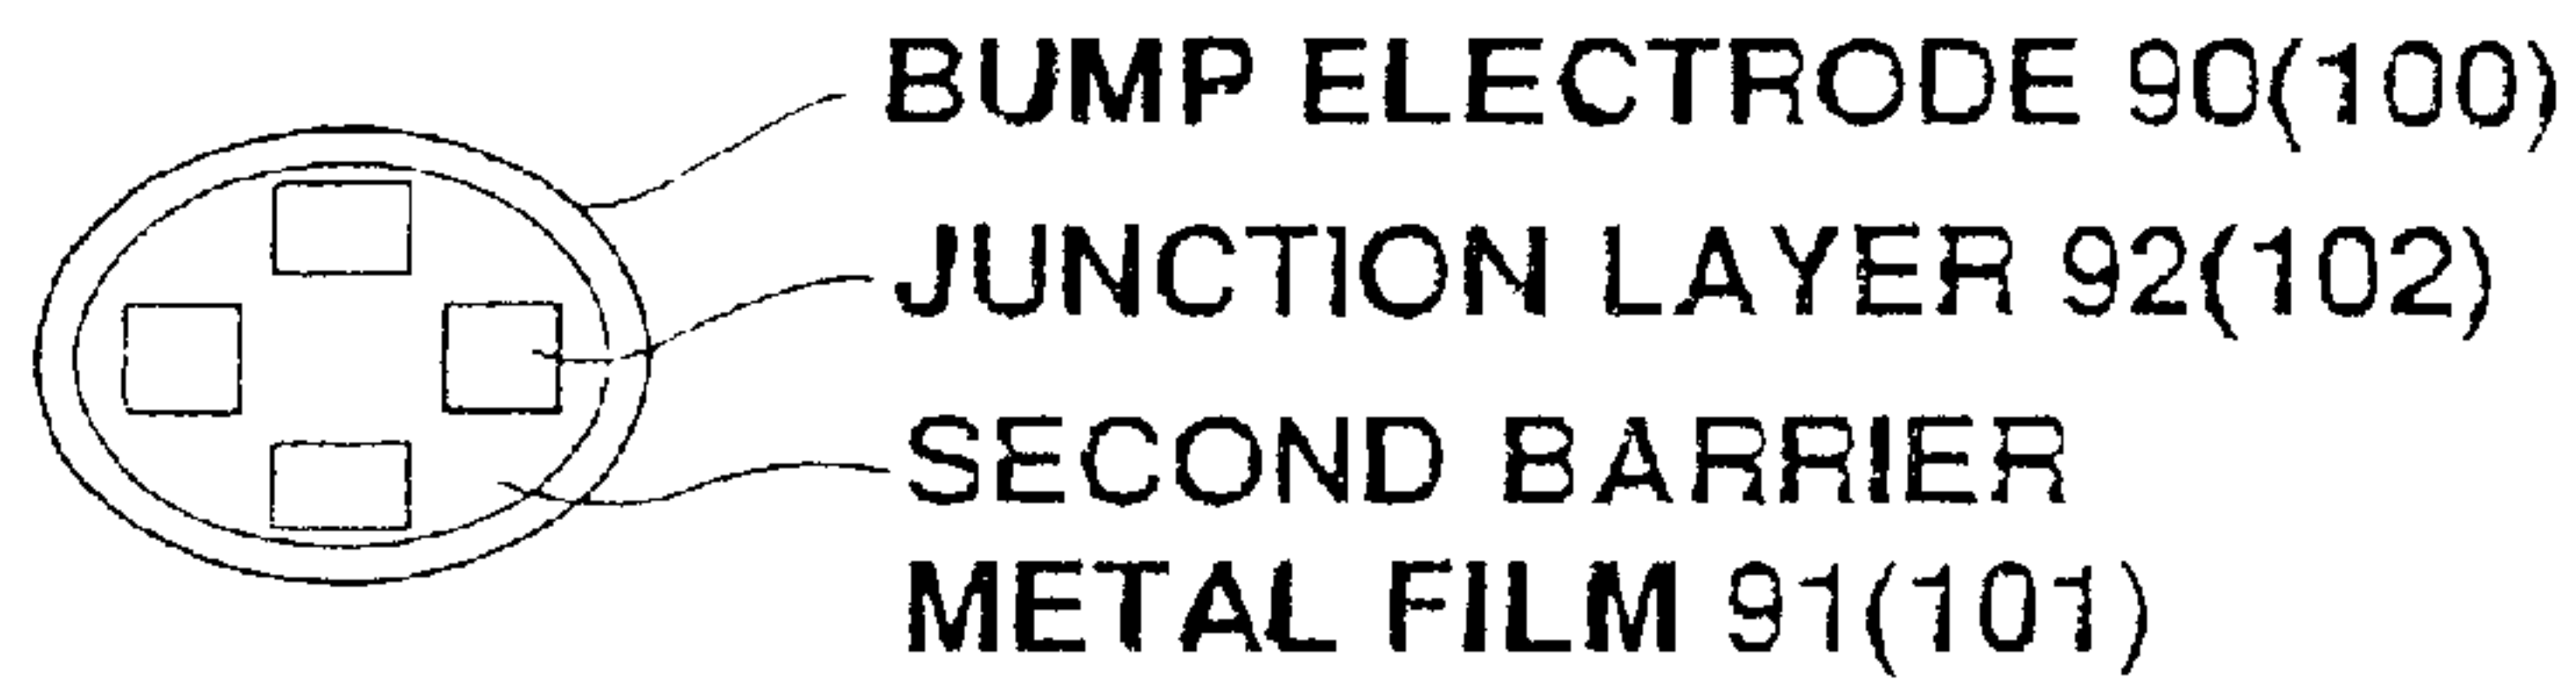 BUMP ELECTRODE 90(100)
JUNCTION LAYER 92(102)
SECOND BARRIER
METAL FILM 91(101)